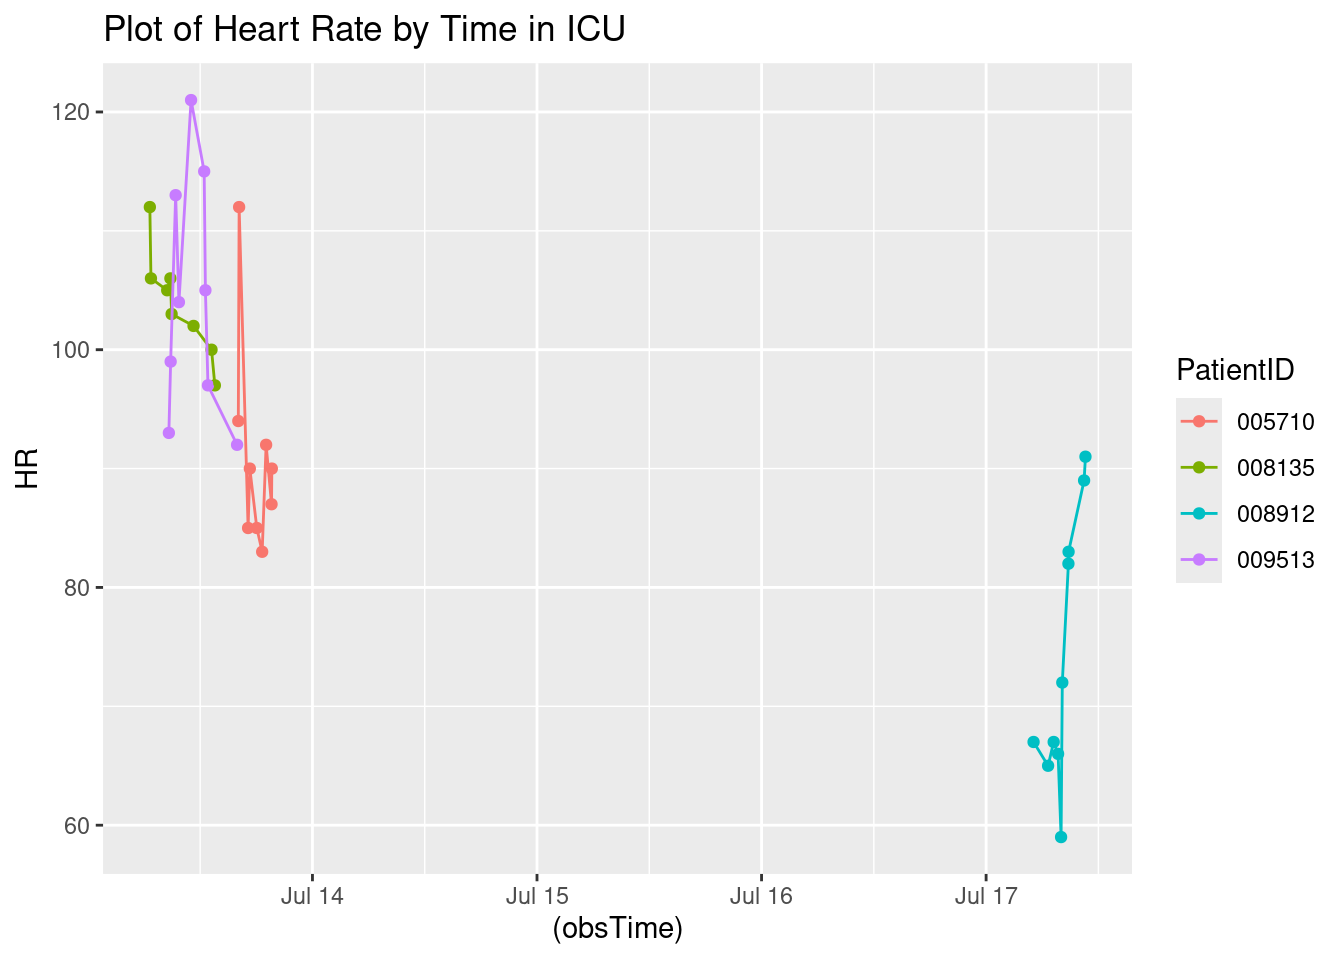 Plot of Heart Rate by Time in ICU
120
100
80
60
HR
Jul 14
Jul 15
Jul 16
Jul 17
(obsTime)
PatientID
005710
008135
008912
009513